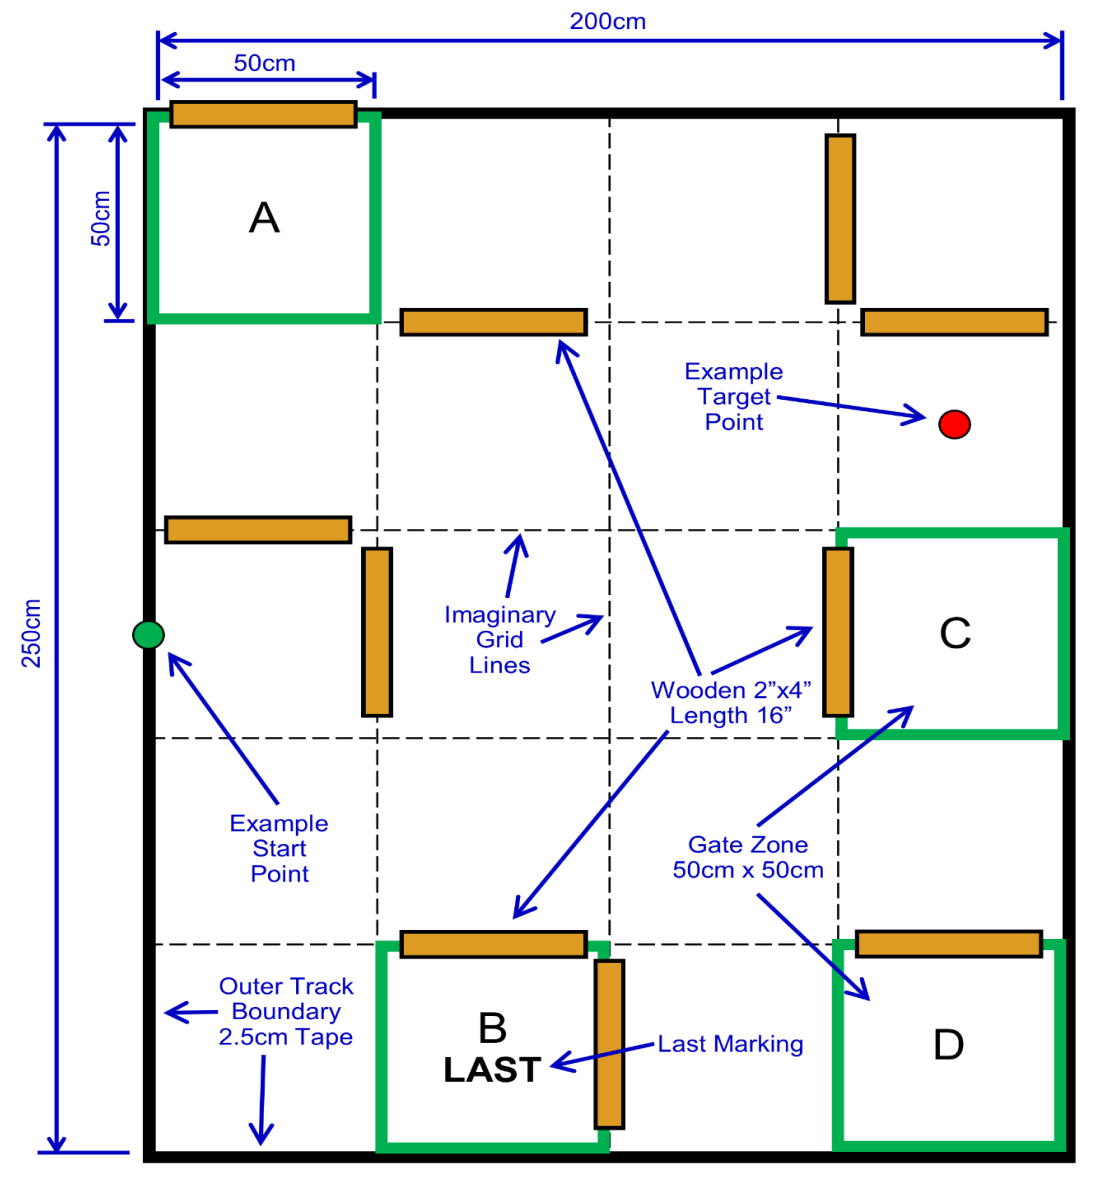 200cm
50cm
50cm
A
Example
Target
Point
250cm
Imaginary
Grid
Lines
C
Wooden 2”x4”
Length 16”
Example
Start
Point
Gate Zone
50cm x 50cm
Outer Track
Boundary
2.5cm Tape
B
LAST
Last Marking
D